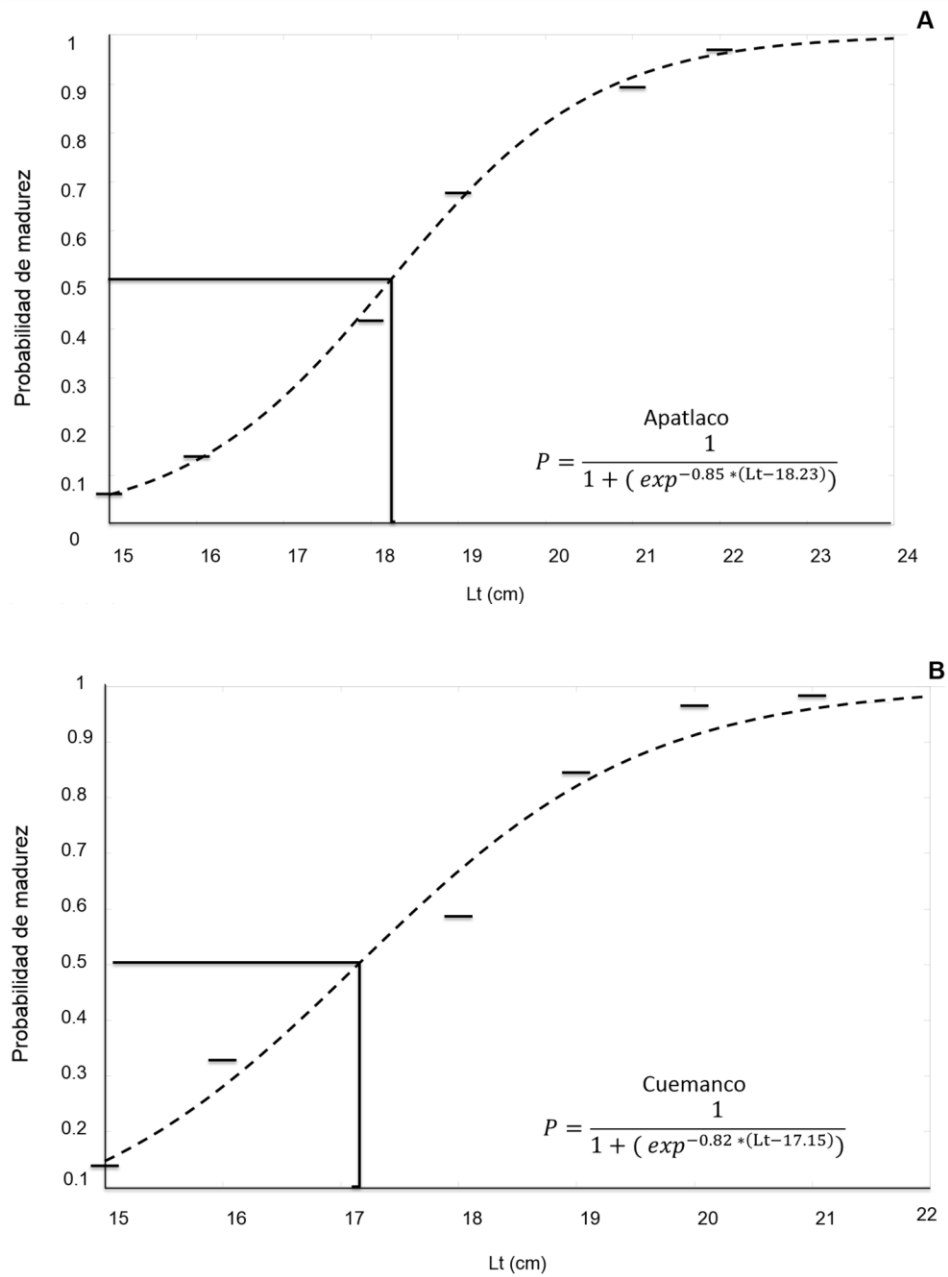 A
1
0.9
0.8
0.7
0.6
0.5
0.4
0.3
0.2
0.1
0
Probabilidad de madurez
Apatlaco
P = 1 / 1 + ( exp^−0.85 *(Lt−18.23))
15 16 17 18 19 20 21 22 23 24
Lt (cm)
B
1
0.9
0.8
0.7
0.6
0.5
0.4
0.3
0.2
0.1
Probabilidad de madurez
Cuemanco
P = 1 / 1 + ( exp^−0.82 *(Lt−17.15))
15 16 17 18 19 20 21 22
Lt (cm)